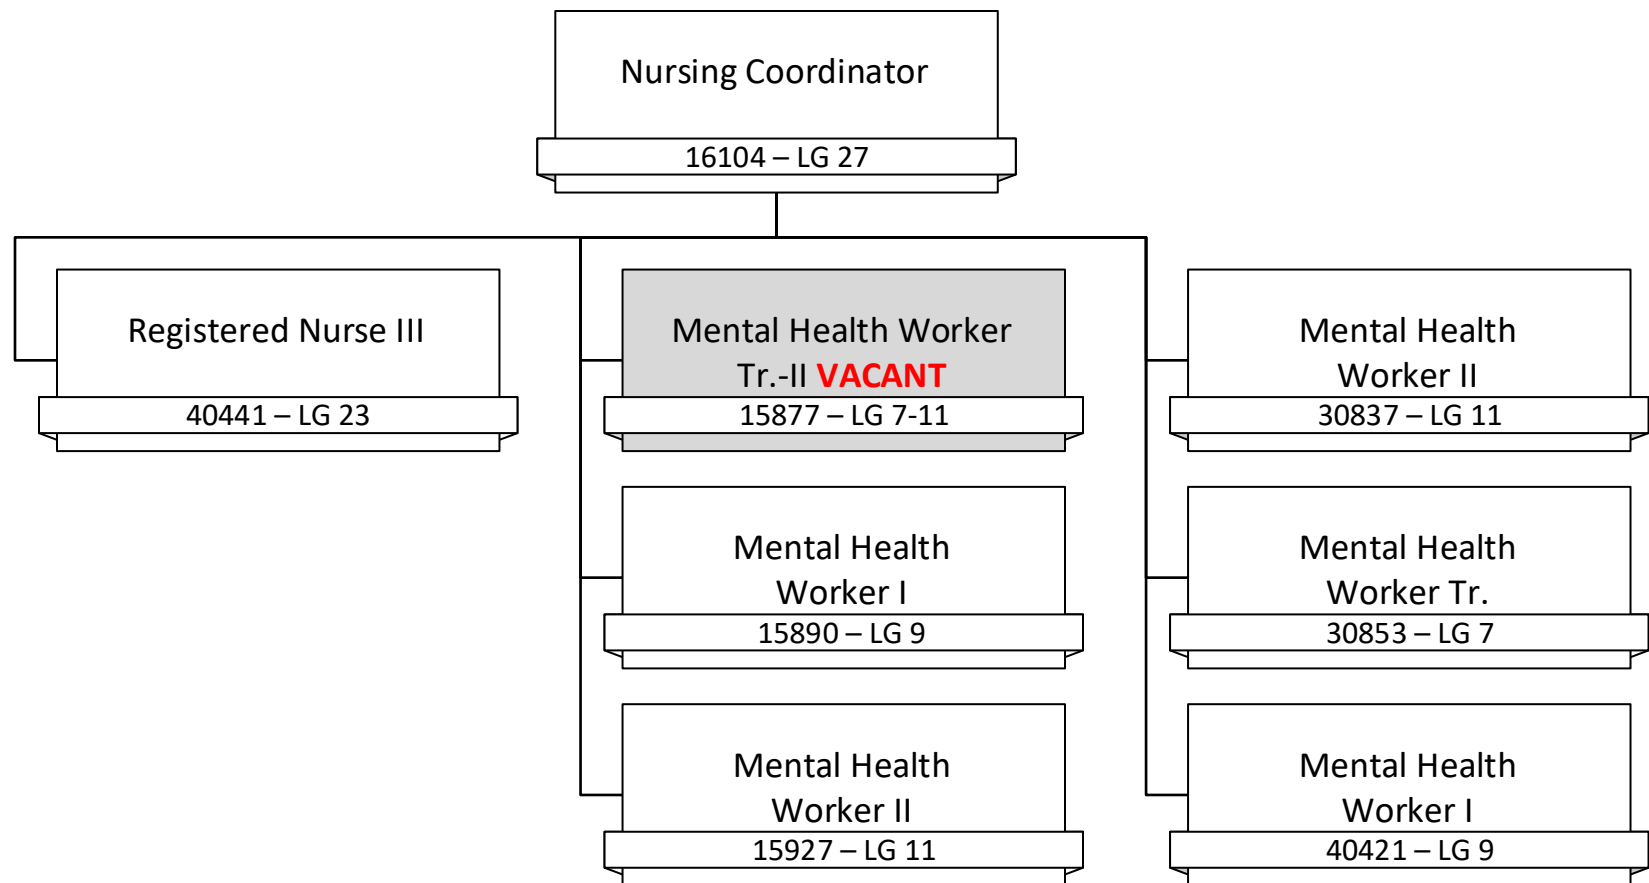 Nursing Coordinator
16104 – LG 27
Registered Nurse III
40441 – LG 23
Mental Health Worker
Tr.-II VACANT
15877 – LG 7-11
Mental Health
Worker II
30837 – LG 11
Mental Health
Worker I
15890 – LG 9
Mental Health
Worker Tr.
30853 – LG 7
Mental Health
Worker II
15927 – LG 11
Mental Health
Worker I
40421 – LG 9